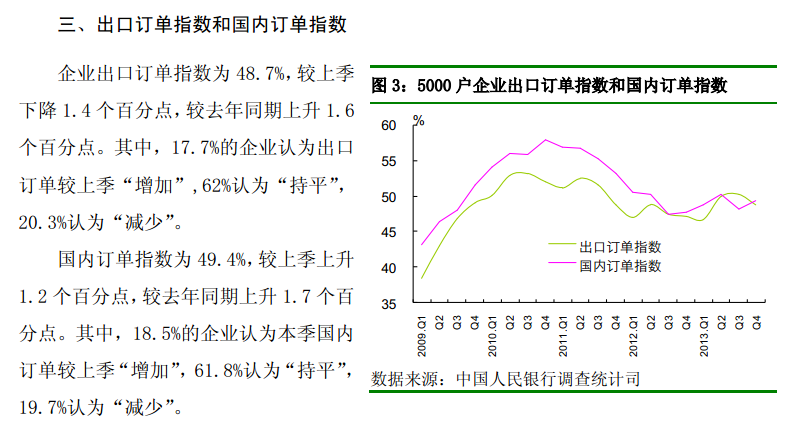 三、出口订单指数和国内订单指数
企业出口订单指数为 48.7%,较上季
下降 1.4 个百分点,较去年同期上升 1.6
个百分点。其中,17.7%的企业认为出口
订单较上季“增加”,62%认为“持平”,
20.3%认为“减少”。
国内订单指数为 49.4%,较上季上升
1.2 个百分点,较去年同期上升 1.7 个百
分点。其中,18.5%的企业认为本季国内
订单较上季“增加”,61.8%认为“持平”,
19.7%认为“减少”。
图 3:5000 户企业出口订单指数和国内订单指数
%
60
55
50
45
40
35
出口订单指数
国内订单指数
2009.Q1
Q2
Q3
Q4
2010.Q1
Q2
Q3
Q4
2011.Q1
Q2
Q3
Q4
2012.Q1
Q2
Q3
Q4
2013.Q1
Q2
Q3
Q4
数据来源:中国人民银行调查统计司